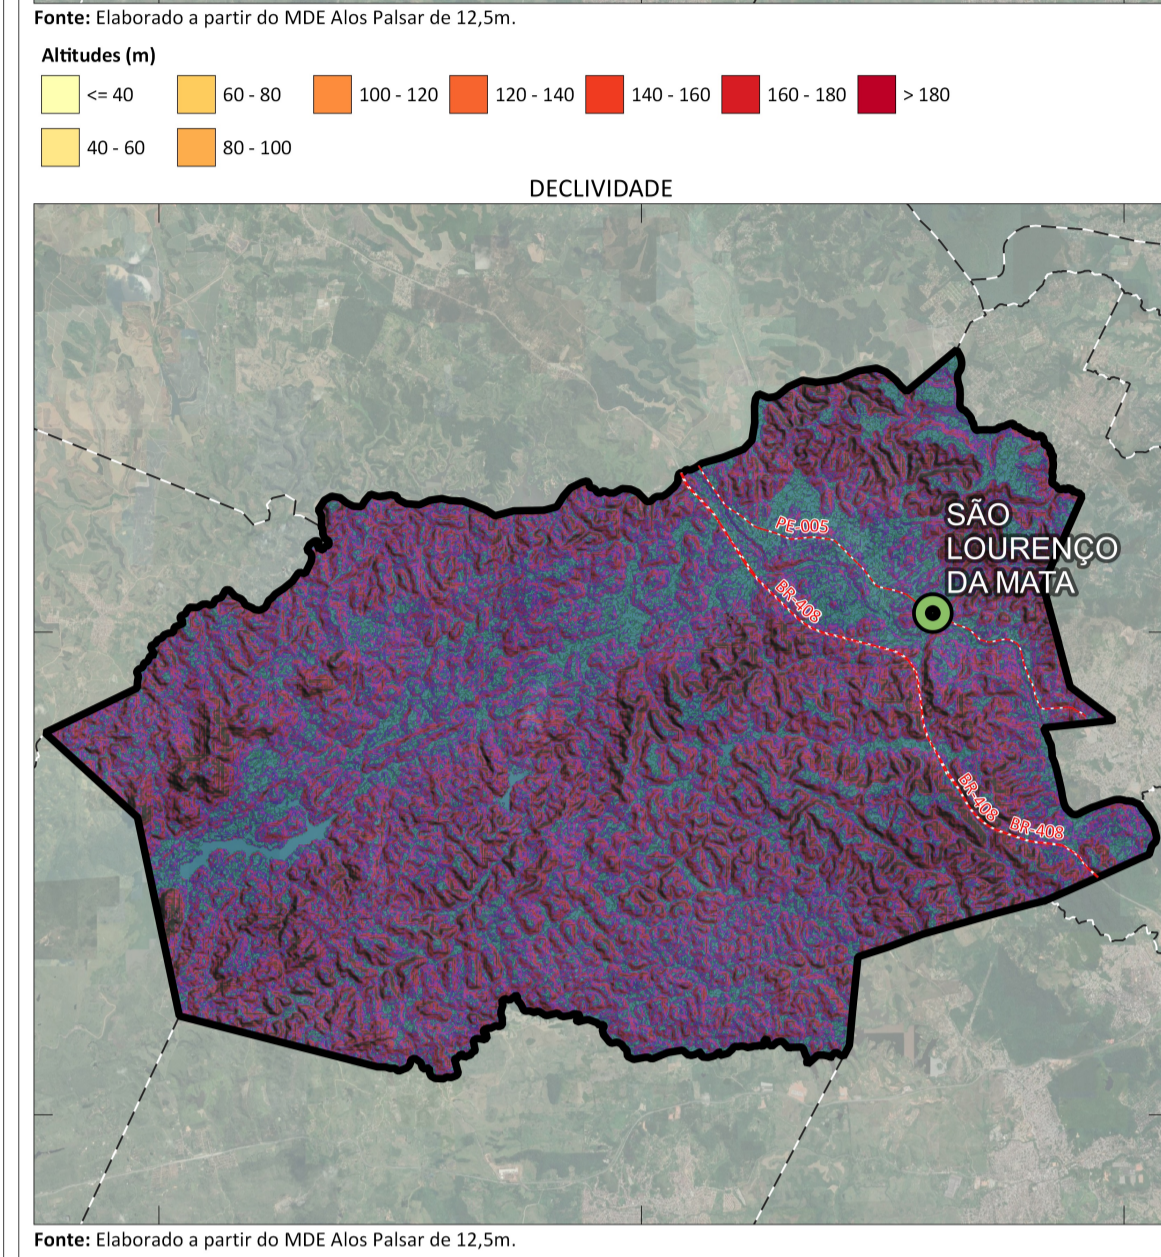 Fonte: Elaborado a partir do MDE Alos Palsar de 12,5m.
Altitudes (m)
<= 40
60 - 80
100 - 120
120 - 140
140 - 160
160 - 180
> 180
40 - 60
80 - 100
DECLIVIDADE
SÃO
LOURENÇO
DA MATA
PE-005
BR-408
BR-408
BR-408
Fonte: Elaborado a partir do MDE Alos Palsar de 12,5m.